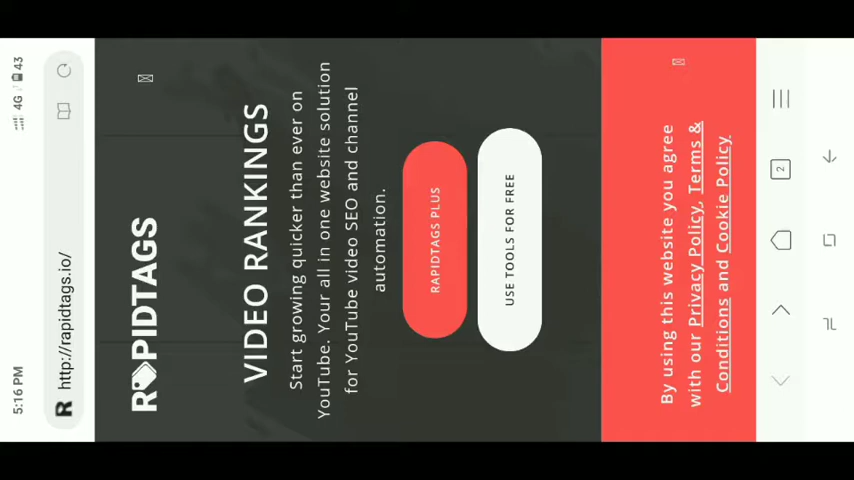 5:16 PM 4G 43
R http://rapidtags.io/
RAPIDTAGS
VIDEO RANKINGS
Start growing quicker than ever on
YouTube. Your all in one website solution
for YouTube video SEO and channel
automation.
RAPIDTAGS PLUS
USE TOOLS FOR FREE
By using this website you agree
with our Privacy Policy, Terms &
Conditions and Cookie Policy.
2